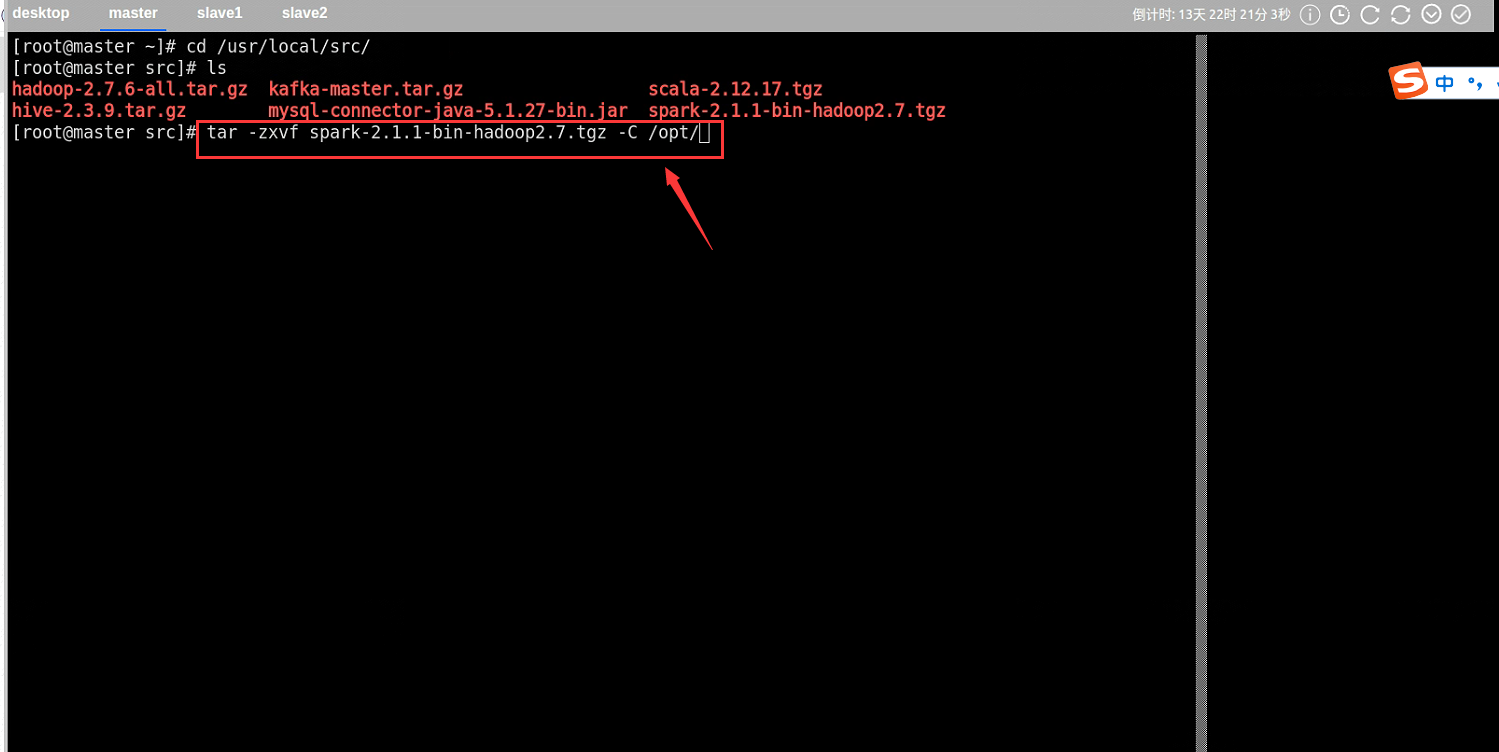 desktop master slave1 slave2 倒计时: 13天 22时 21分 3秒
[root@master ~]# cd /usr/local/src/
[root@master src]# ls
hadoop-2.7.6-all.tar.gz kafka-master.tar.gz scala-2.12.17.tgz
hive-2.3.9.tar.gz mysql-connector-java-5.1.27-bin.jar spark-2.1.1-bin-hadoop2.7.tgz
[root@master src]# tar -zxvf spark-2.1.1-bin-hadoop2.7.tgz -C /opt/
S 中 °,